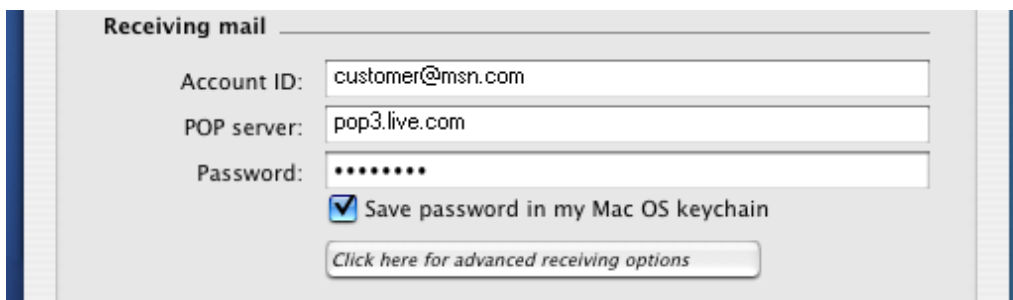 Receiving mail
Account ID: customer@msn.com
POP server: pop3.live.com
Password: ••••••••
Save password in my Mac OS keychain
Click here for advanced receiving options